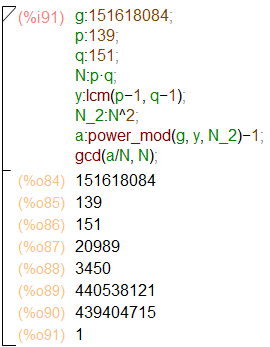 (%i91) g:151618084;
p:139;
q:151;
N:p·q;
y:lcm(p−1, q−1);
N_2:N^2;
a:power_mod(g, y, N_2)−1;
gcd(a/N, N);
(%o84) 151618084
(%o85) 139
(%o86) 151
(%o87) 20989
(%o88) 3450
(%o89) 440538121
(%o90) 439404715
(%o91) 1